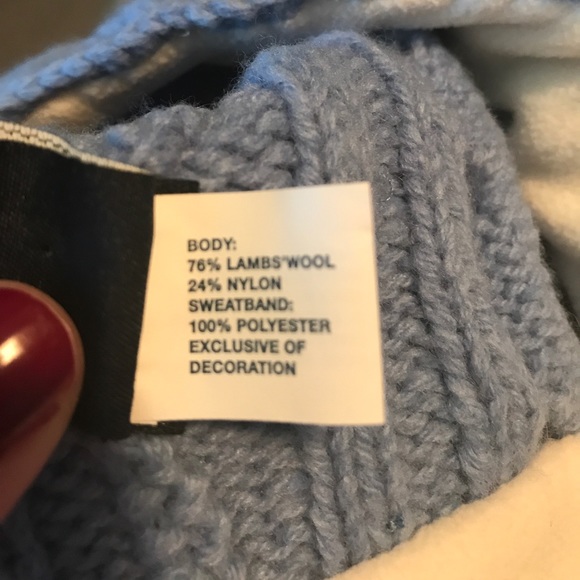 BODY:
76% LAMBS'WOOL
24% NYLON
SWEATBAND:
100% POLYESTER
EXCLUSIVE OF
DECORATION